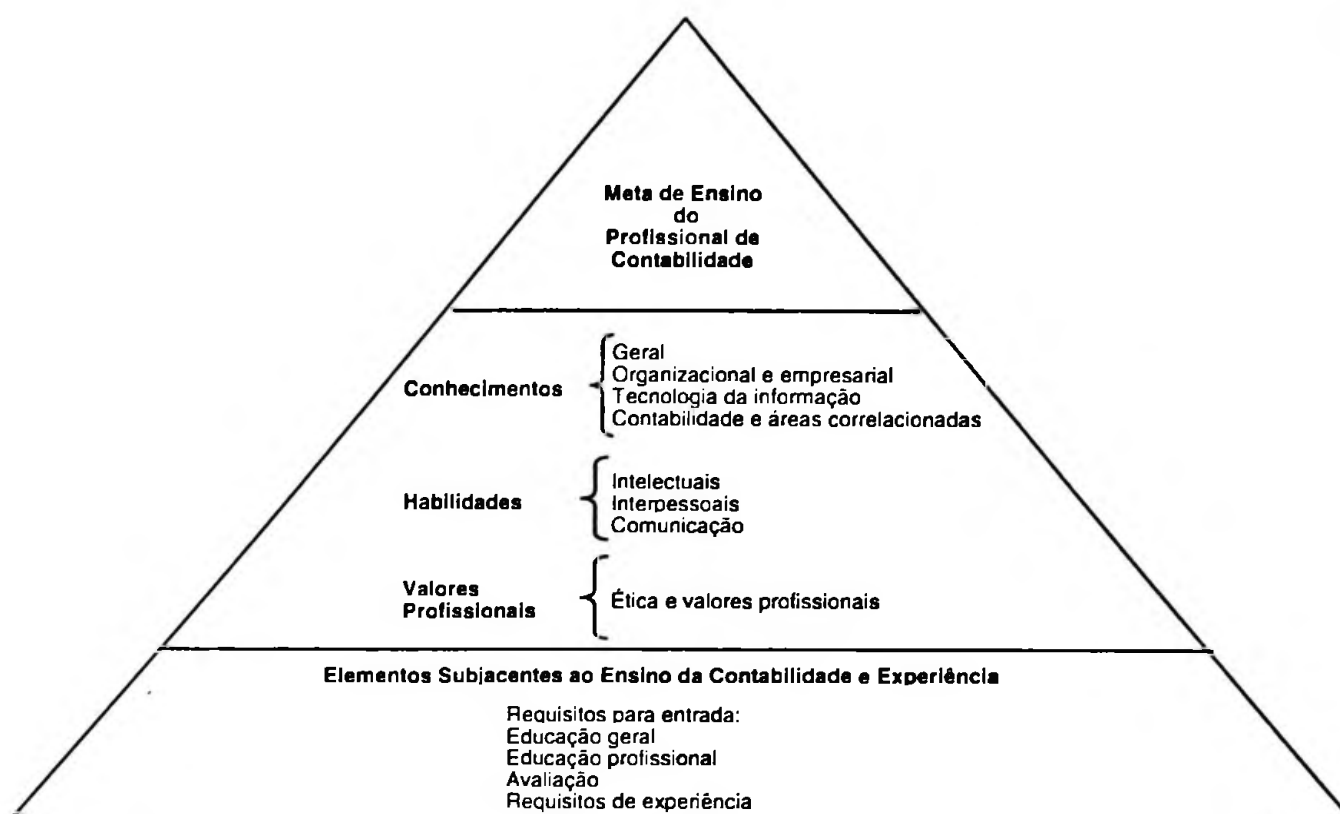 Meta de Ensino
do
Profissional de
Contabilidade
Conhecimentos
Geral
Organizacional e empresarial
Tecnologia da informação
Contabilidade e áreas correlacionadas
Habilidades
Intelectuais
Interpessoais
Comunicação
Valores
Profissionais
Ética e valores profissionais
Elementos Subjacentes ao Ensino da Contabilidade e Experiência
Requisitos para entrada:
Educação geral
Educação profissional
Avaliação
Requisitos de experiência